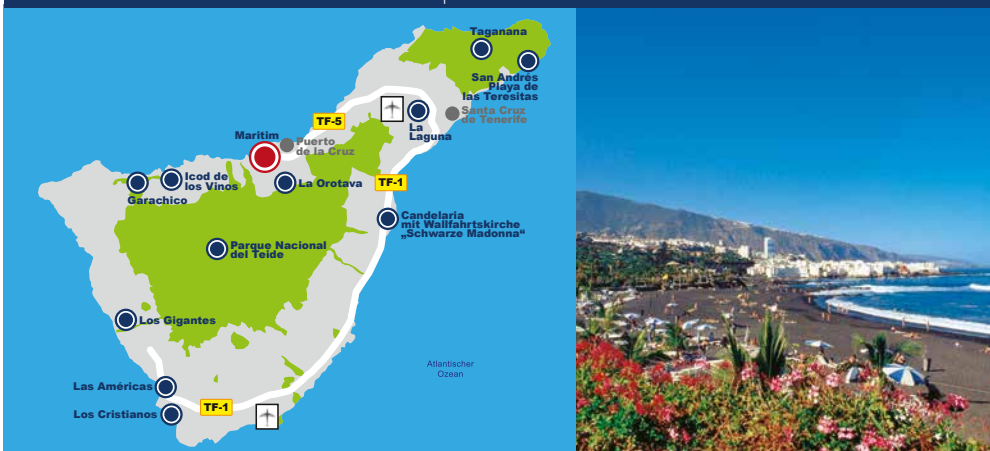 Taganana
San Andrés
Playa de
las Teresitas
Santa Cruz
de Tenerife
TF-5
La
Laguna
Maritim
Puerto
de la Cruz
TF-1
Icod de
los Vinos
La Orotava
Garachico
Candelaria
mit Wallfahrtskirche
„Schwarze Madonna“
Parque Nacional
del Teide
Los Gigantes
Atlantischer
Ozean
Las Américas
TF-1
Los Cristianos